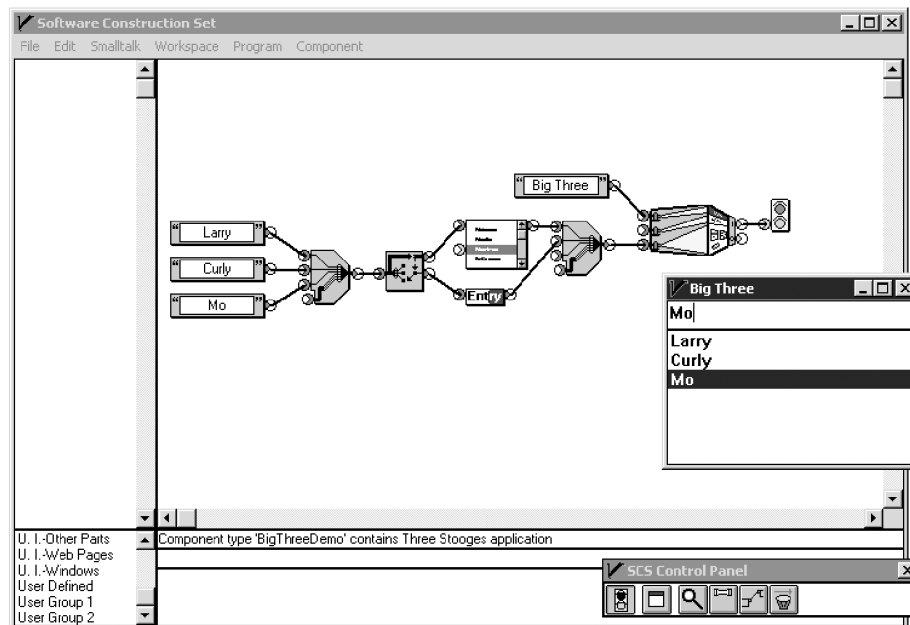 Software Construction Set
File Edit Smalltalk Workspace Program Component
“ Big Three ”
“ Larry ”
“ Curly ”
“ Mo ”
Entry
Big Three
Mo
Larry
Curly
Mo
U. I.-Other Parts
U. I.-Web Pages
U. I.-Windows
User Defined
User Group 1
User Group 2
Component type 'BigThreeDemo' contains Three Stooges application
SCS Control Panel